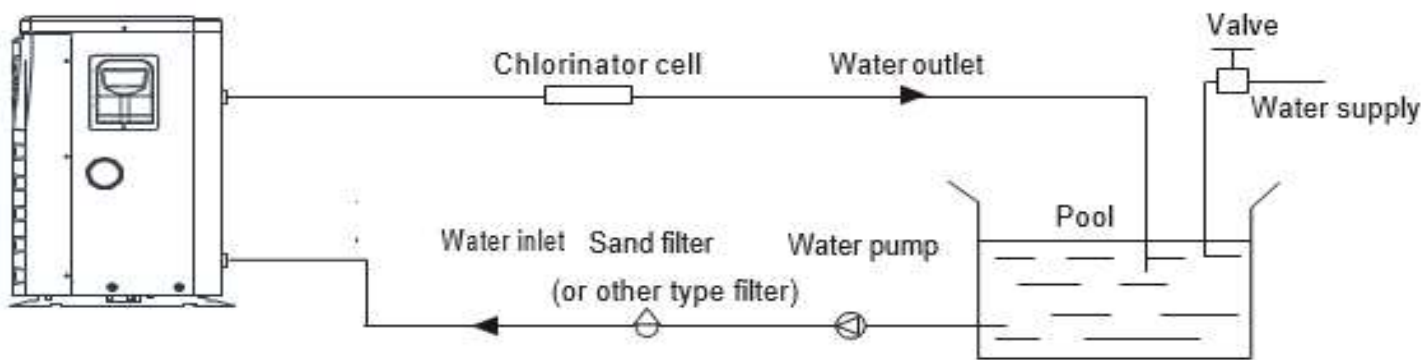 Valve
Chlorinator cell
Water outlet
Water supply
Pool
Water inlet
Sand filter
Water pump
(or other type filter)